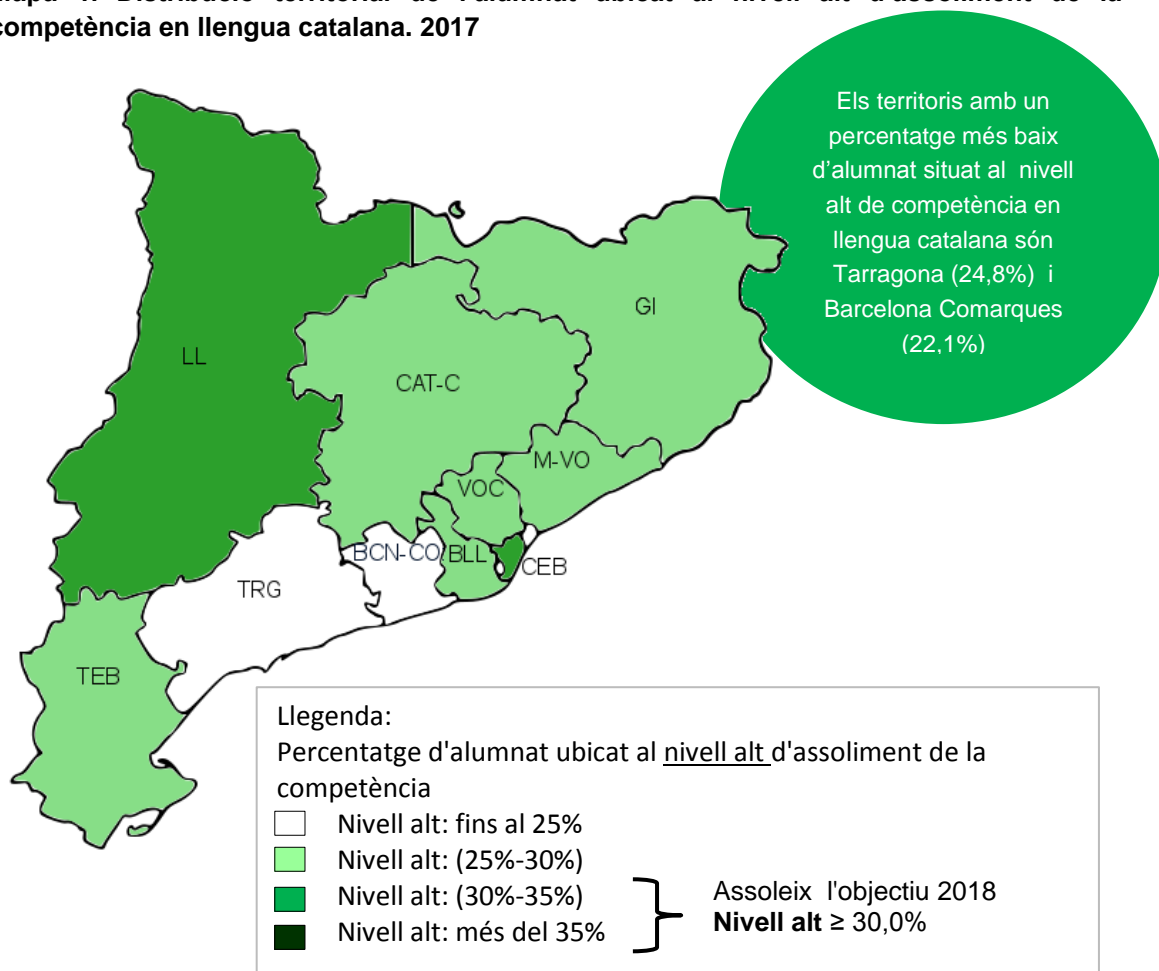 competència en llengua catalana. 2017
Els territoris amb un
percentatge més baix
d'alumnat situat al nivell
alt de competència en
llengua catalana són
Tarragona (24,8%) i
Barcelona Comarques
(22,1%)
GI
LL
CAT-C
M-VO
VOC
BCN-CO
BLL
CEB
TRG
TEB
Llegenda:
Percentatge d'alumnat ubicat al nivell alt d'assoliment de la
competència
Nivell alt: fins al 25%
Nivell alt: (25%-30%)
Nivell alt: (30%-35%)
Nivell alt: més del 35%
Assoleix l'objectiu 2018
Nivell alt ≥ 30,0%